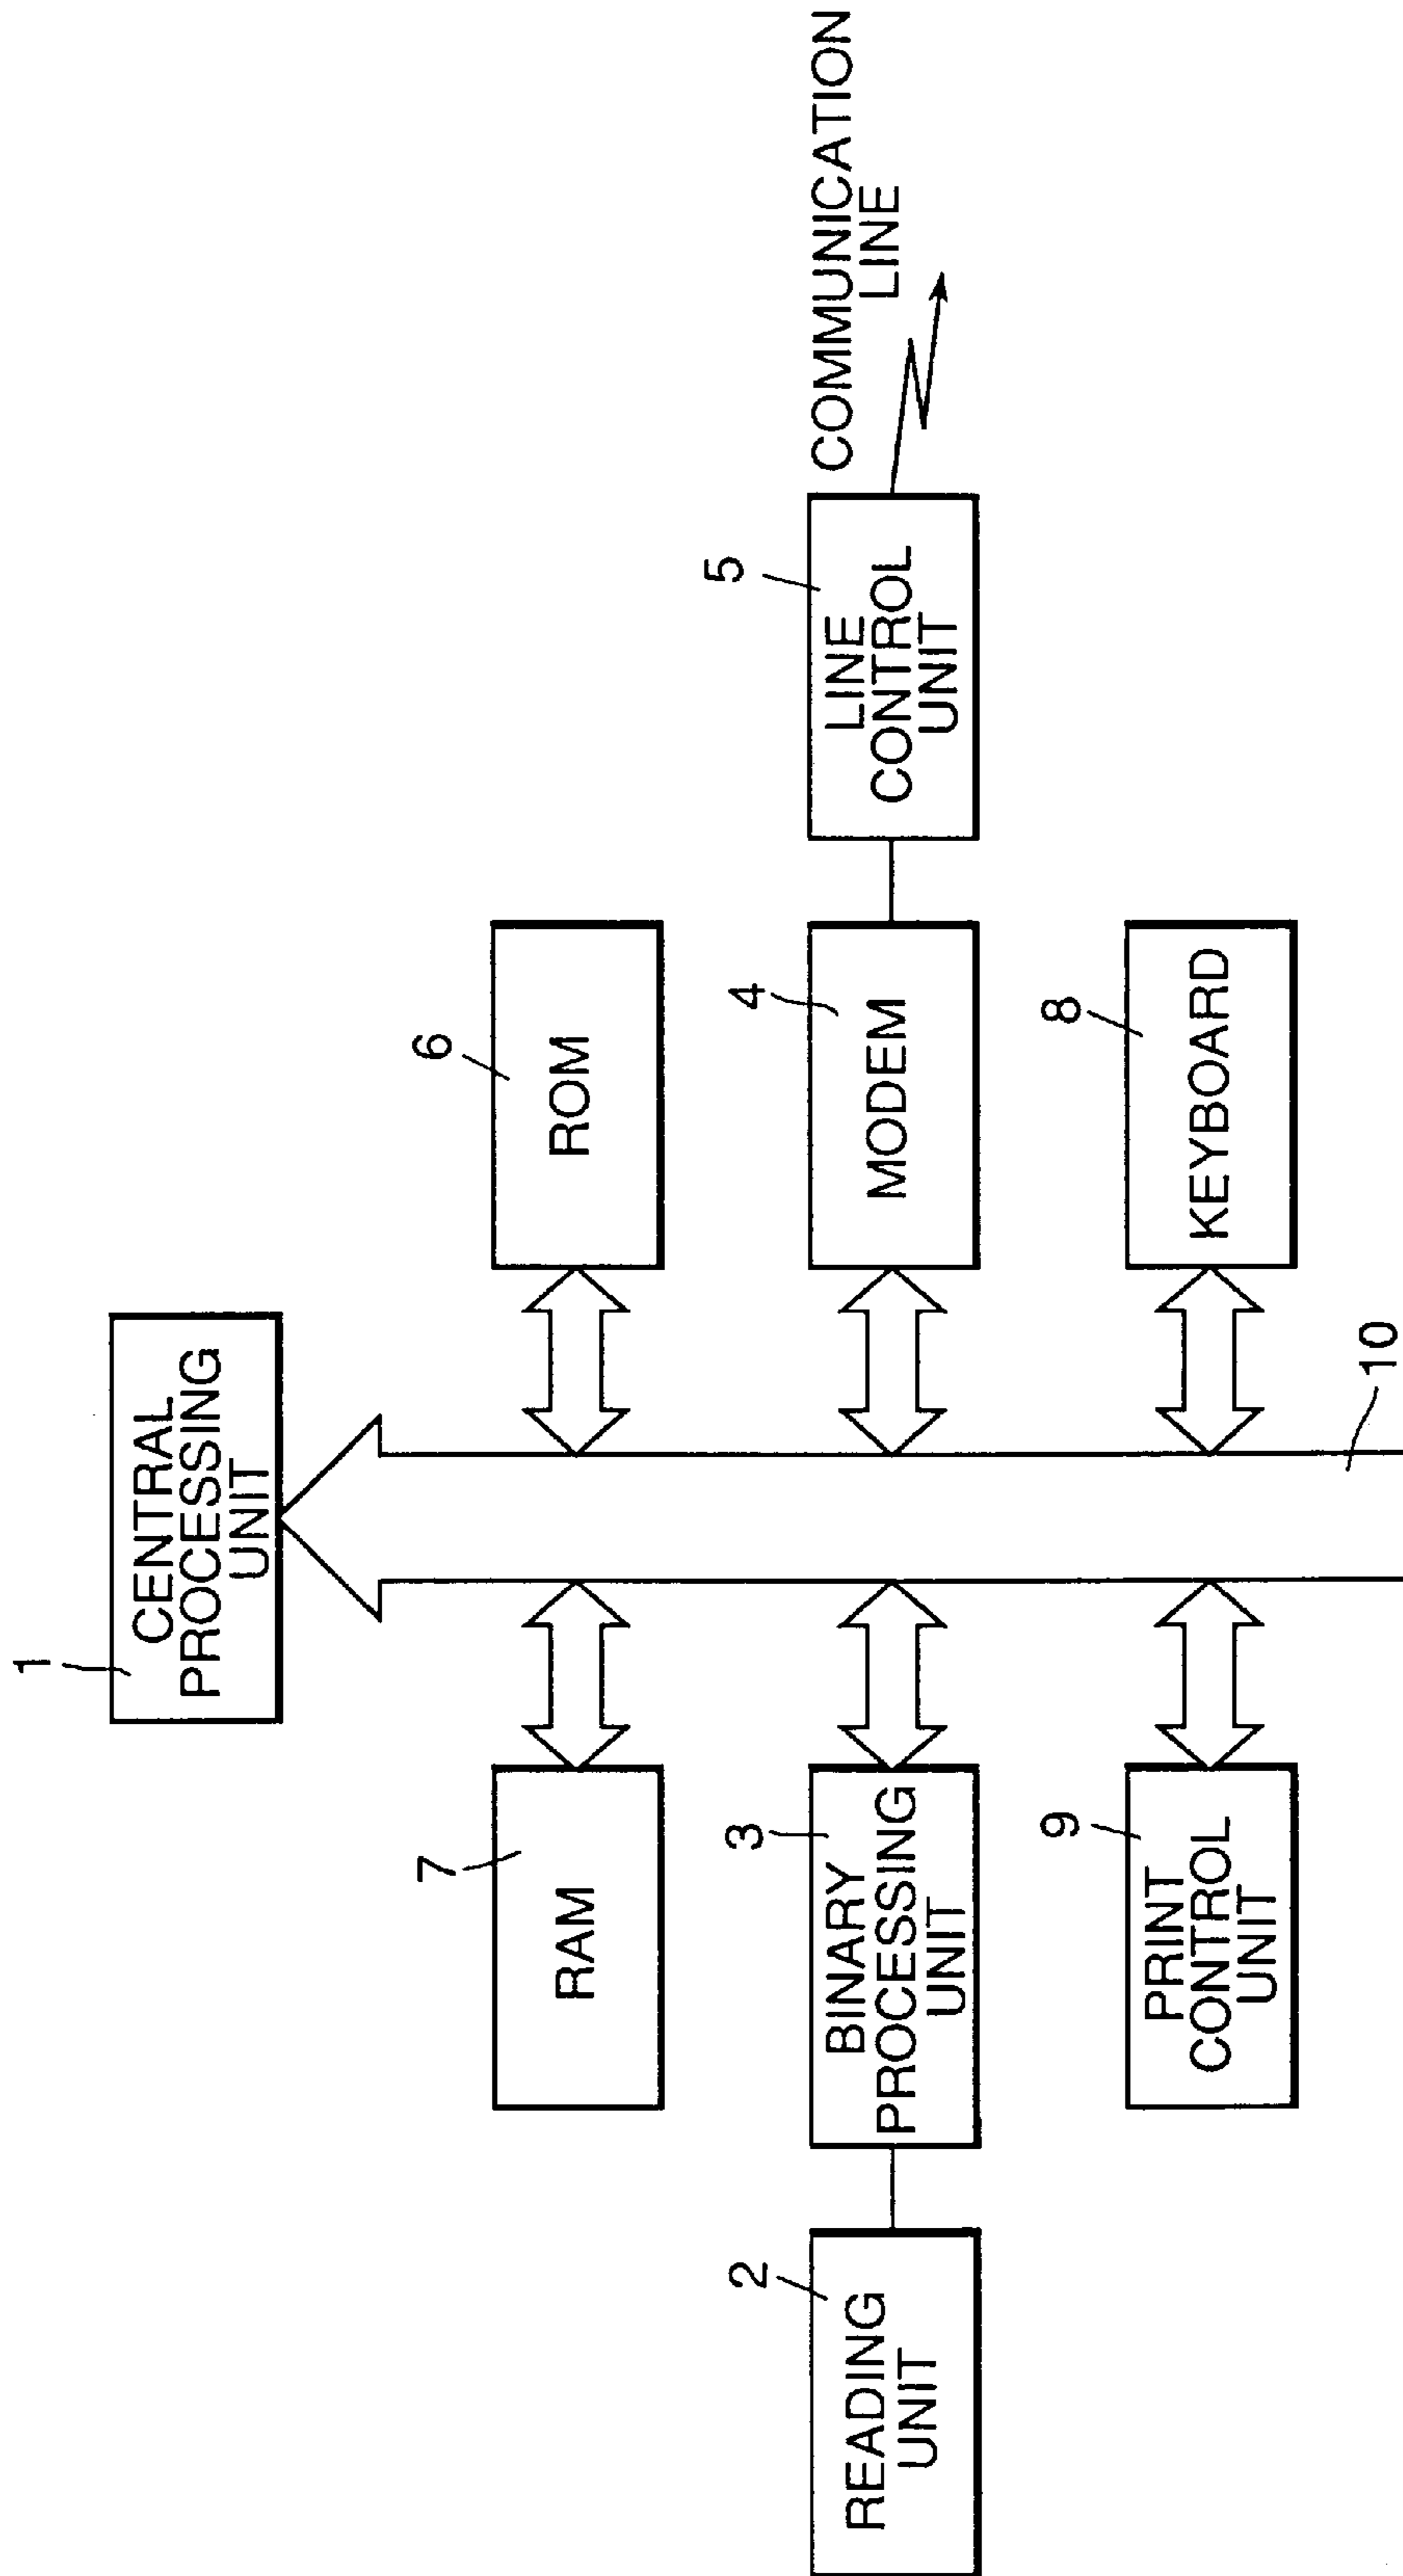 1
CENTRAL
PROCESSING
UNIT
7
RAM
6
ROM
2
READING
UNIT
3
BINARY
PROCESSING
UNIT
4
MODEM
5
LINE
CONTROL
UNIT
COMMUNICATION
LINE
9
PRINT
CONTROL
UNIT
8
KEYBOARD
10